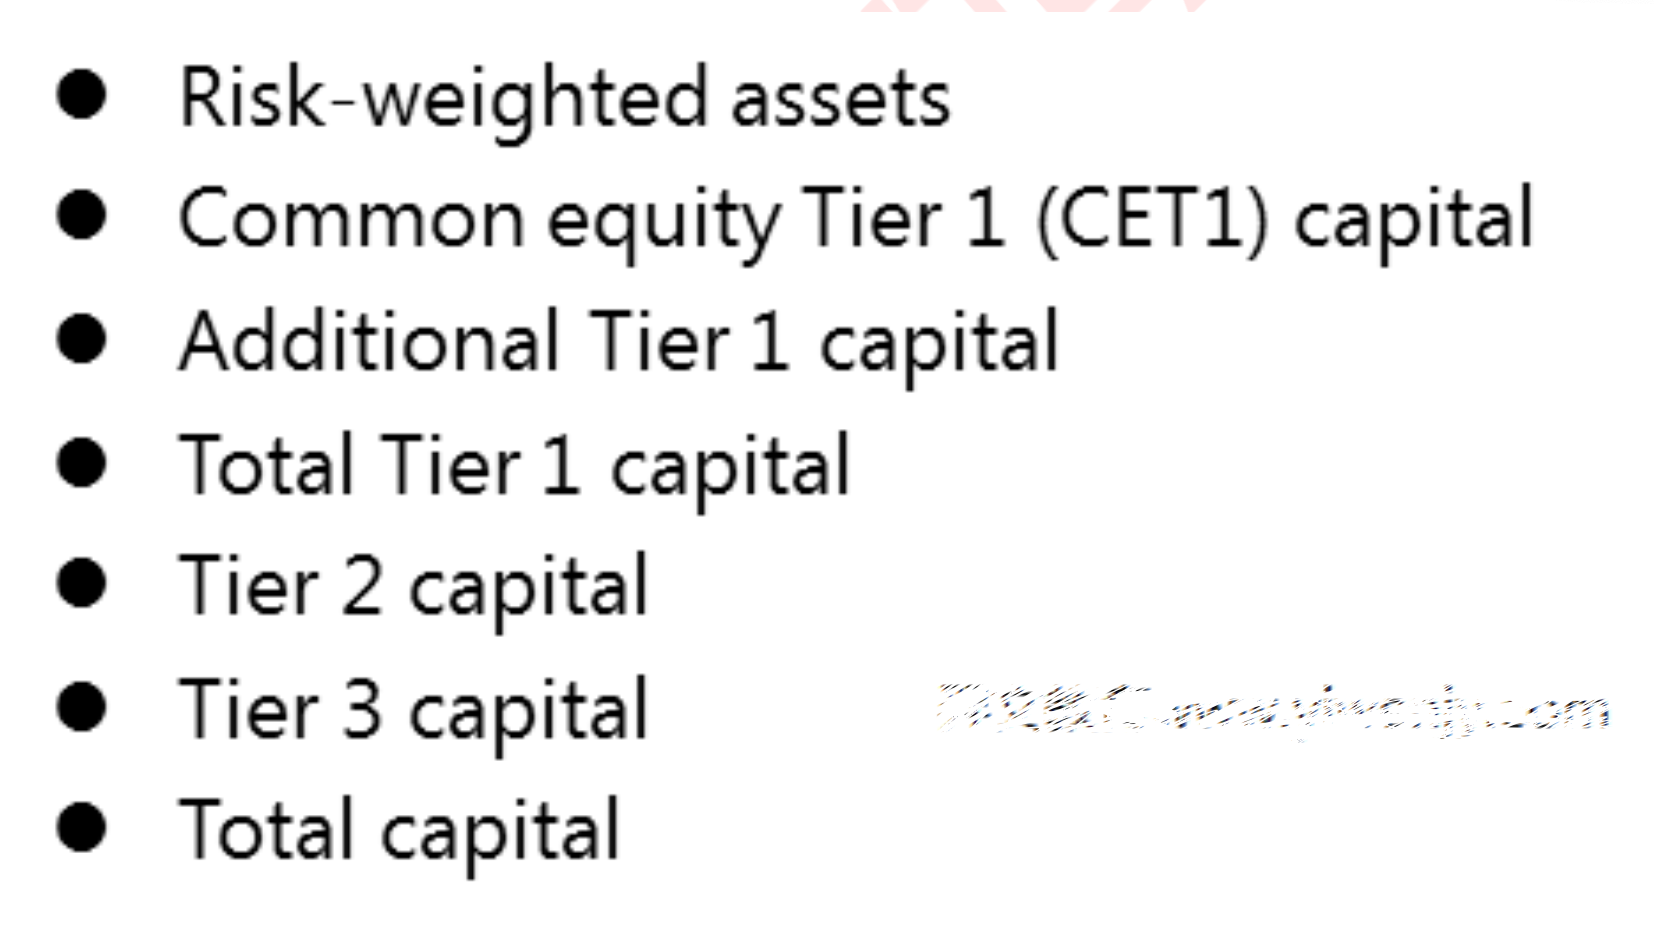 ● Risk-weighted assets
● Common equity Tier 1 (CET1) capital
● Additional Tier 1 capital
● Total Tier 1 capital
● Tier 2 capital
● Tier 3 capital
● Total capital